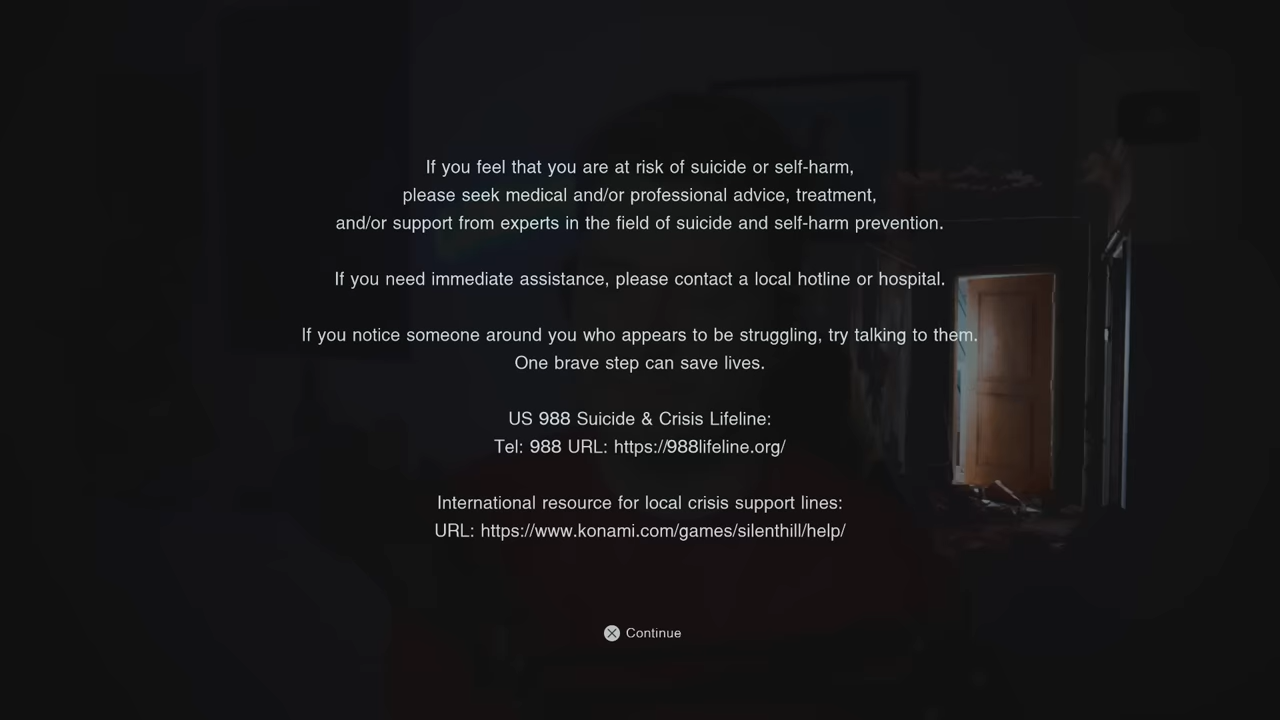 If you feel that you are at risk of suicide or self-harm,
please seek medical and/or professional advice, treatment,
and/or support from experts in the field of suicide and self-harm prevention.
If you need immediate assistance, please contact a local hotline or hospital.
If you notice someone around you who appears to be struggling, try talking to them.
One brave step can save lives.
US 988 Suicide & Crisis Lifeline:
Tel: 988 URL: https://988lifeline.org/
International resource for local crisis support lines:
URL: https://www.konami.com/games/silenthill/help/
Continue